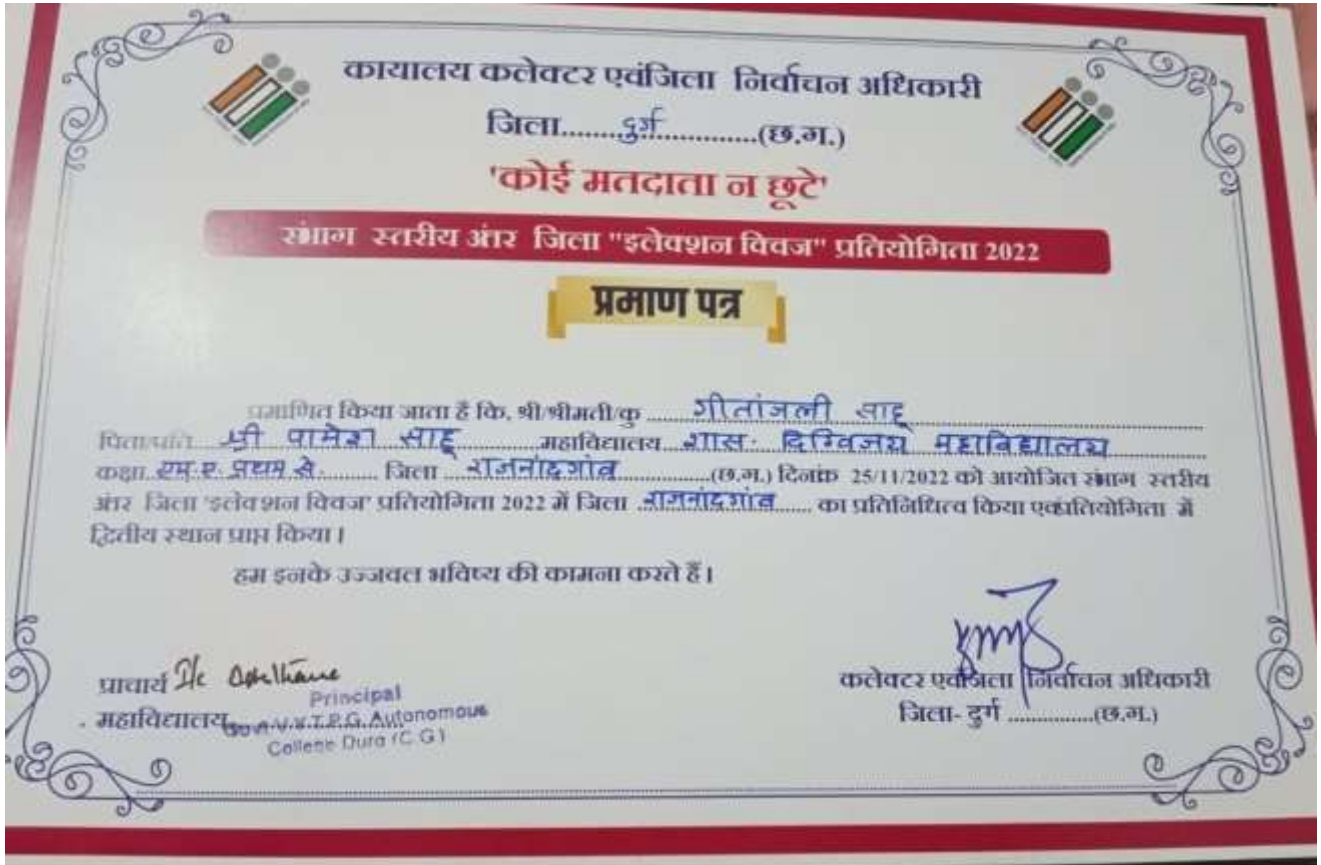 कायालय कलेक्टर एवंजिला निर्वाचन अधिकारी
जिला........दुर्ग..............(छ.ग.)
'कोई मतदाता न छूटे'
संभाग स्तरीय अंतर जिला "इलेक्शन क्विज" प्रतियोगिता 2022
प्रमाण पत्र
प्रमाणित किया जाता है कि, श्री/श्रीमती/कु ........गीतांजली साहू
पिता/पति श्री पामेश साहू महाविद्यालय शास. दिग्विजय महाविद्यालय
कक्षा एम.ए. प्रथम से. जिला राजनांदगांव (छ.ग.) दिनांक 25/11/2022 को आयोजित संभाग स्तरीय
अंतर जिला 'इलेक्शन क्विज' प्रतियोगिता 2022 में जिला राजनांदगांव का प्रतिनिधित्व किया एवंप्रतियोगिता में
द्वितीय स्थान प्राप्त किया।
हम इनके उज्जवल भविष्य की कामना करते हैं।
प्राचार्य I/c
Principal
महाविद्यालय
Govt V.Y.T.P.G. Autonomous
College Durg (C.G)
कलेक्टर एवंजिला निर्वाचन अधिकारी
जिला- दुर्ग ...............(छ.ग.)